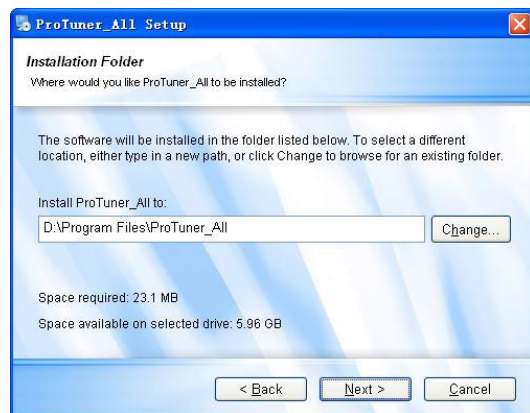 ProTuner_All Setup
Installation Folder
Where would you like ProTuner_All to be installed?
The software will be installed in the folder listed below. To select a different
location, either type in a new path, or click Change to browse for an existing folder.
Install ProTuner_All to:
D:\Program Files\ProTuner_All
Change...
Space required: 23.1 MB
Space available on selected drive: 5.96 GB
< Back
Next >
Cancel